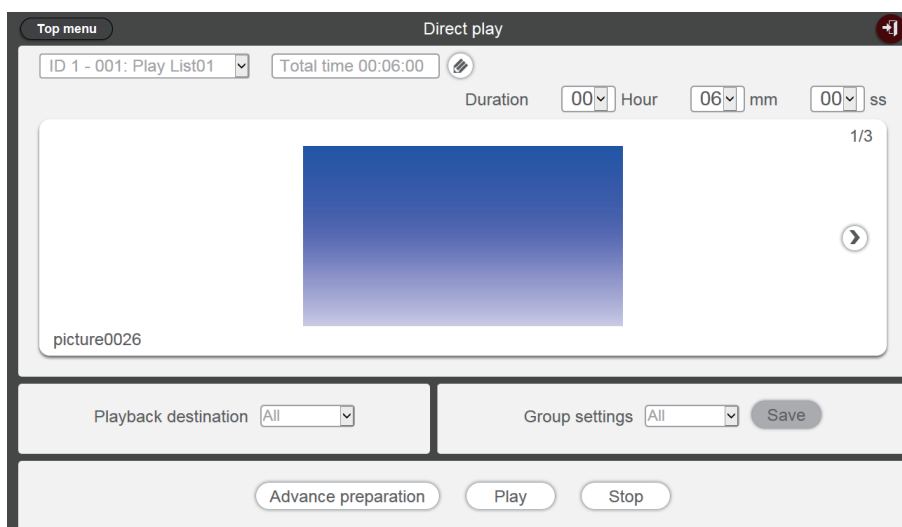 Top menu
Direct play
ID 1 - 001: Play List01
Total time 00:06:00
Duration 00 Hour 06 mm 00 ss
1/3
picture0026
Playback destination All
Group settings All Save
Advance preparation Play Stop